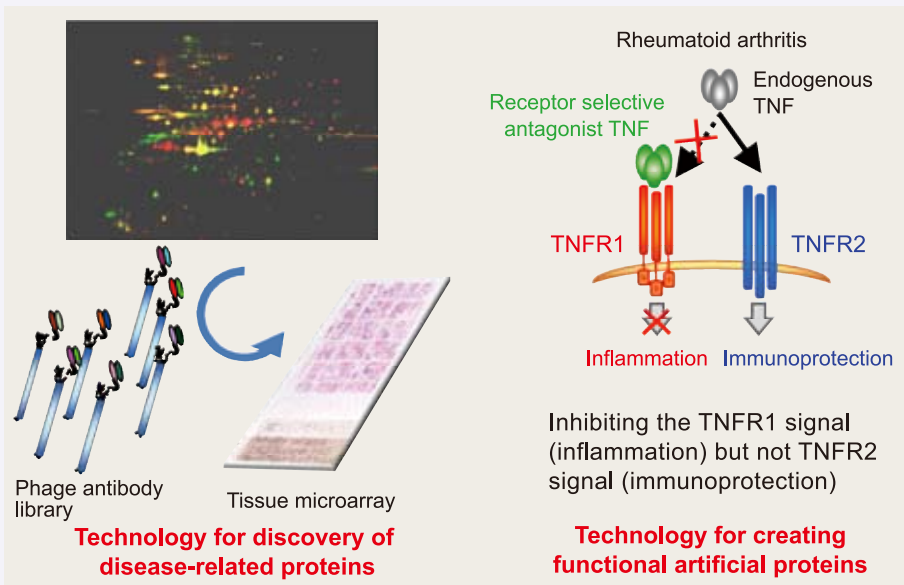 Phage antibody
library
Tissue microarray
Technology for discovery of
disease-related proteins
Rheumatoid arthritis
Endogenous
TNF
Receptor selective
antagonist TNF
TNFR1
TNFR2
Inflammation
Immunoprotection
Inhibiting the TNFR1 signal
(inflammation) but not TNFR2
signal (immunoprotection)
Technology for creating
functional artificial proteins